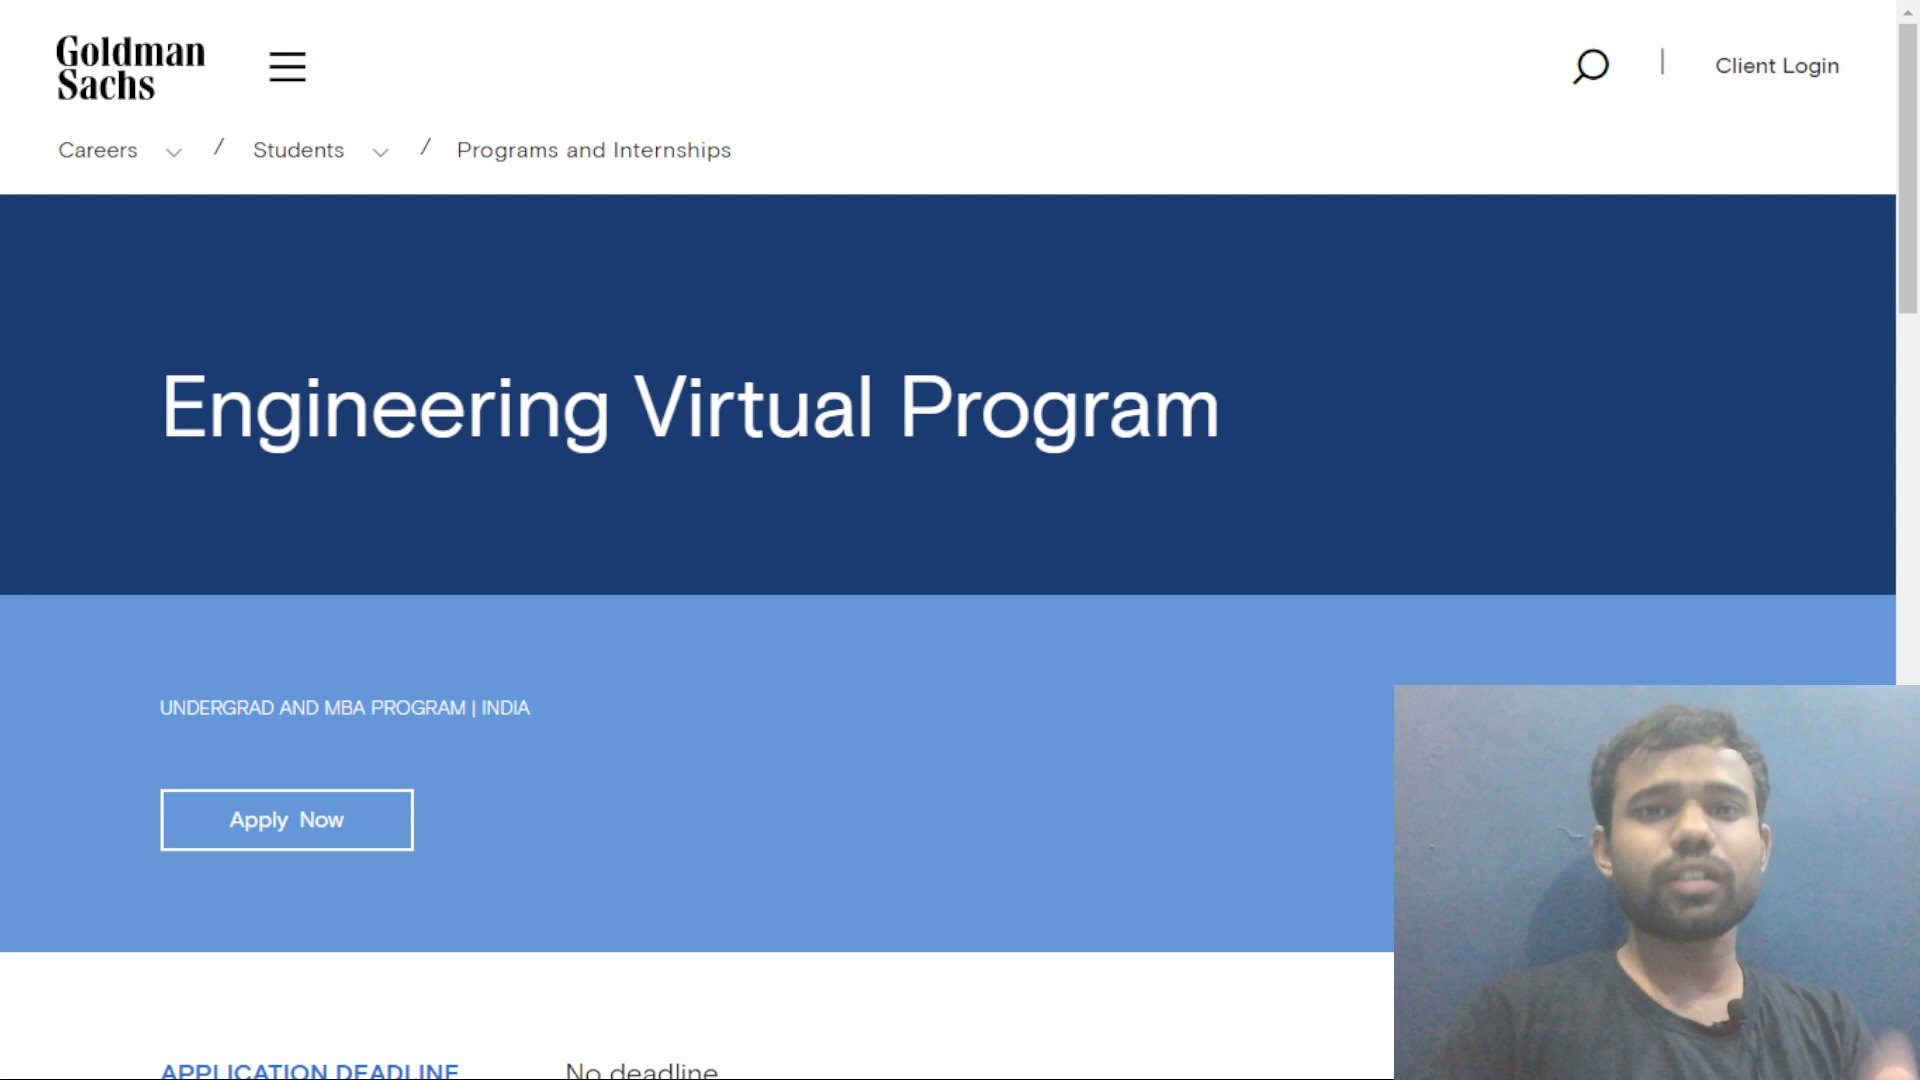 Goldman
Sachs
Client Login
Careers / Students / Programs and Internships
Engineering Virtual Program
UNDERGRAD AND MBA PROGRAM | INDIA
Apply Now
APPLICATION DEADLINE No deadline